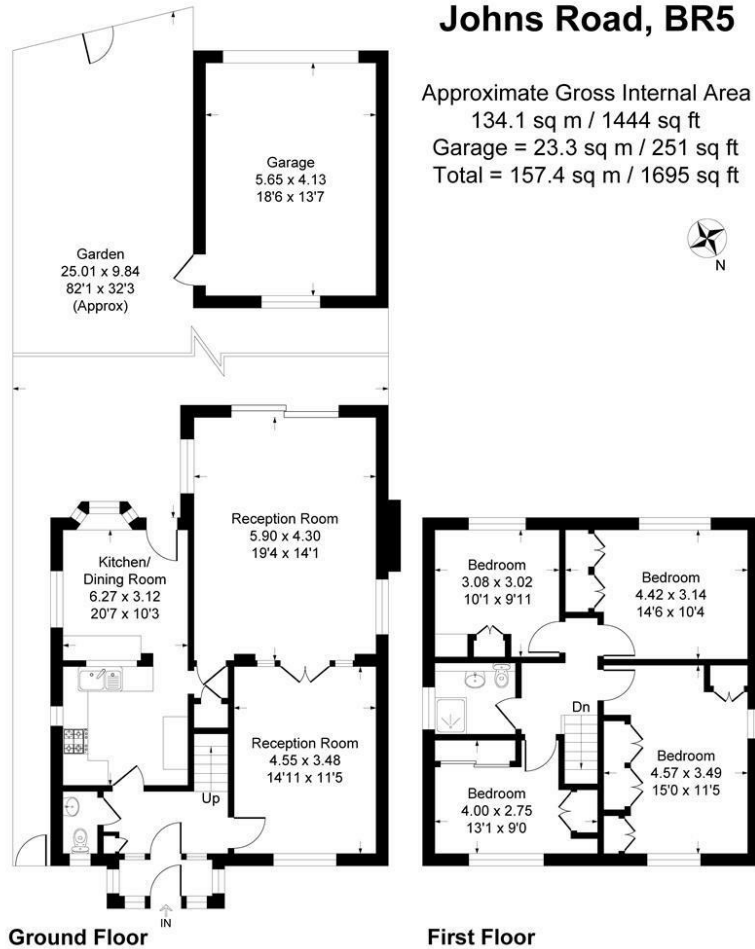 Johns Road, BR5
Approximate Gross Internal Area
134.1 sq m / 1444 sq ft
Garage = 23.3 sq m / 251 sq ft
Total = 157.4 sq m / 1695 sq ft
N
Garage
5.65 x 4.13
18'6 x 13'7
Garden
25.01 x 9.84
82'1 x 32'3
(Approx)
Reception Room
5.90 x 4.30
19'4 x 14'1
Kitchen/
Dining Room
6.27 x 3.12
20'7 x 10'3
Reception Room
4.55 x 3.48
14'11 x 11'5
Up
IN
Ground Floor
Bedroom
3.08 x 3.02
10'1 x 9'11
Bedroom
4.42 x 3.14
14'6 x 10'4
Dn
Bedroom
4.57 x 3.49
15'0 x 11'5
Bedroom
4.00 x 2.75
13'1 x 9'0
First Floor